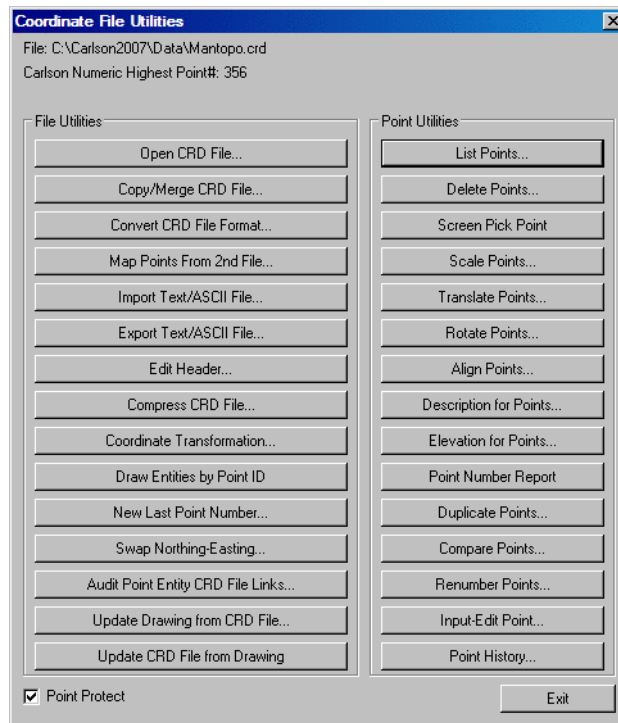 Coordinate File Utilities
File: C:\Carlson2007\Data\Mantopo.crd
Carlson Numeric Highest Point#: 356
File Utilities
Open CRD File...
Copy/Merge CRD File...
Convert CRD File Format...
Map Points From 2nd File...
Import Text/ASCII File...
Export Text/ASCII File...
Edit Header...
Compress CRD File...
Coordinate Transformation...
Draw Entities by Point ID
New Last Point Number...
Swap Northing-Easting...
Audit Point Entity CRD File Links...
Update Drawing from CRD File...
Update CRD File from Drawing
Point Utilities
List Points...
Delete Points...
Screen Pick Point
Scale Points...
Translate Points...
Rotate Points...
Align Points...
Description for Points...
Elevation for Points...
Point Number Report
Duplicate Points...
Compare Points...
Renumber Points...
Input-Edit Point...
Point History...
Point Protect
Exit